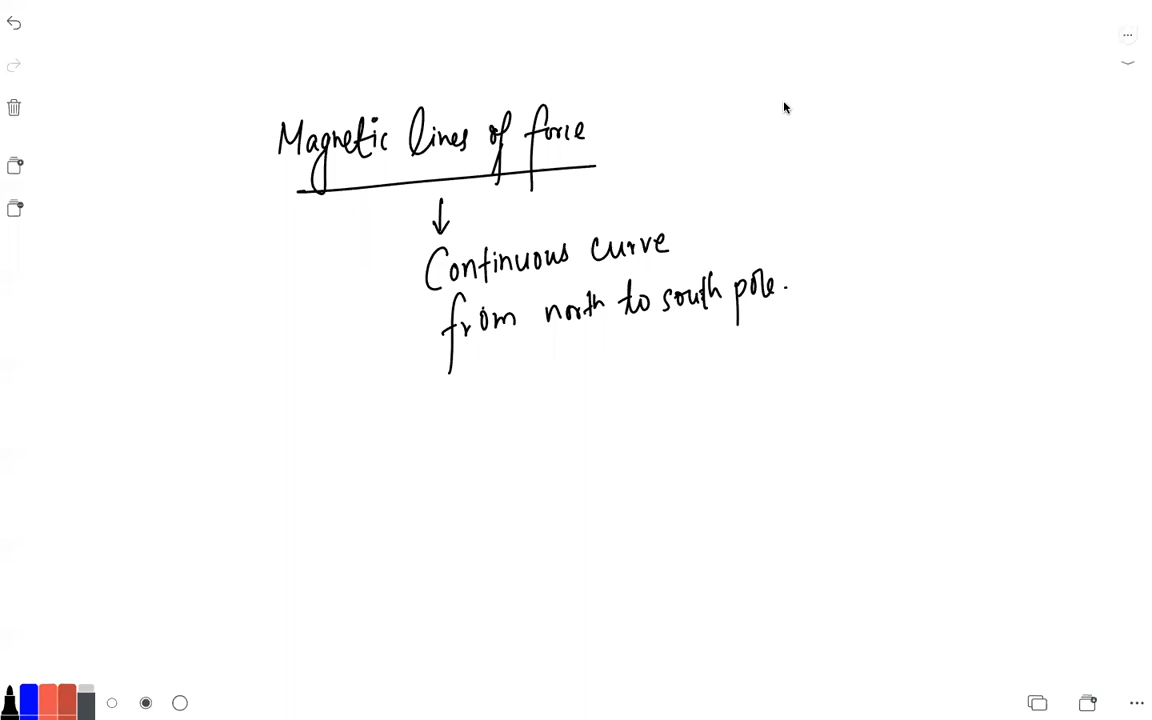 Magnetic lines of force
↓
Continuous curve
from north to south pole.